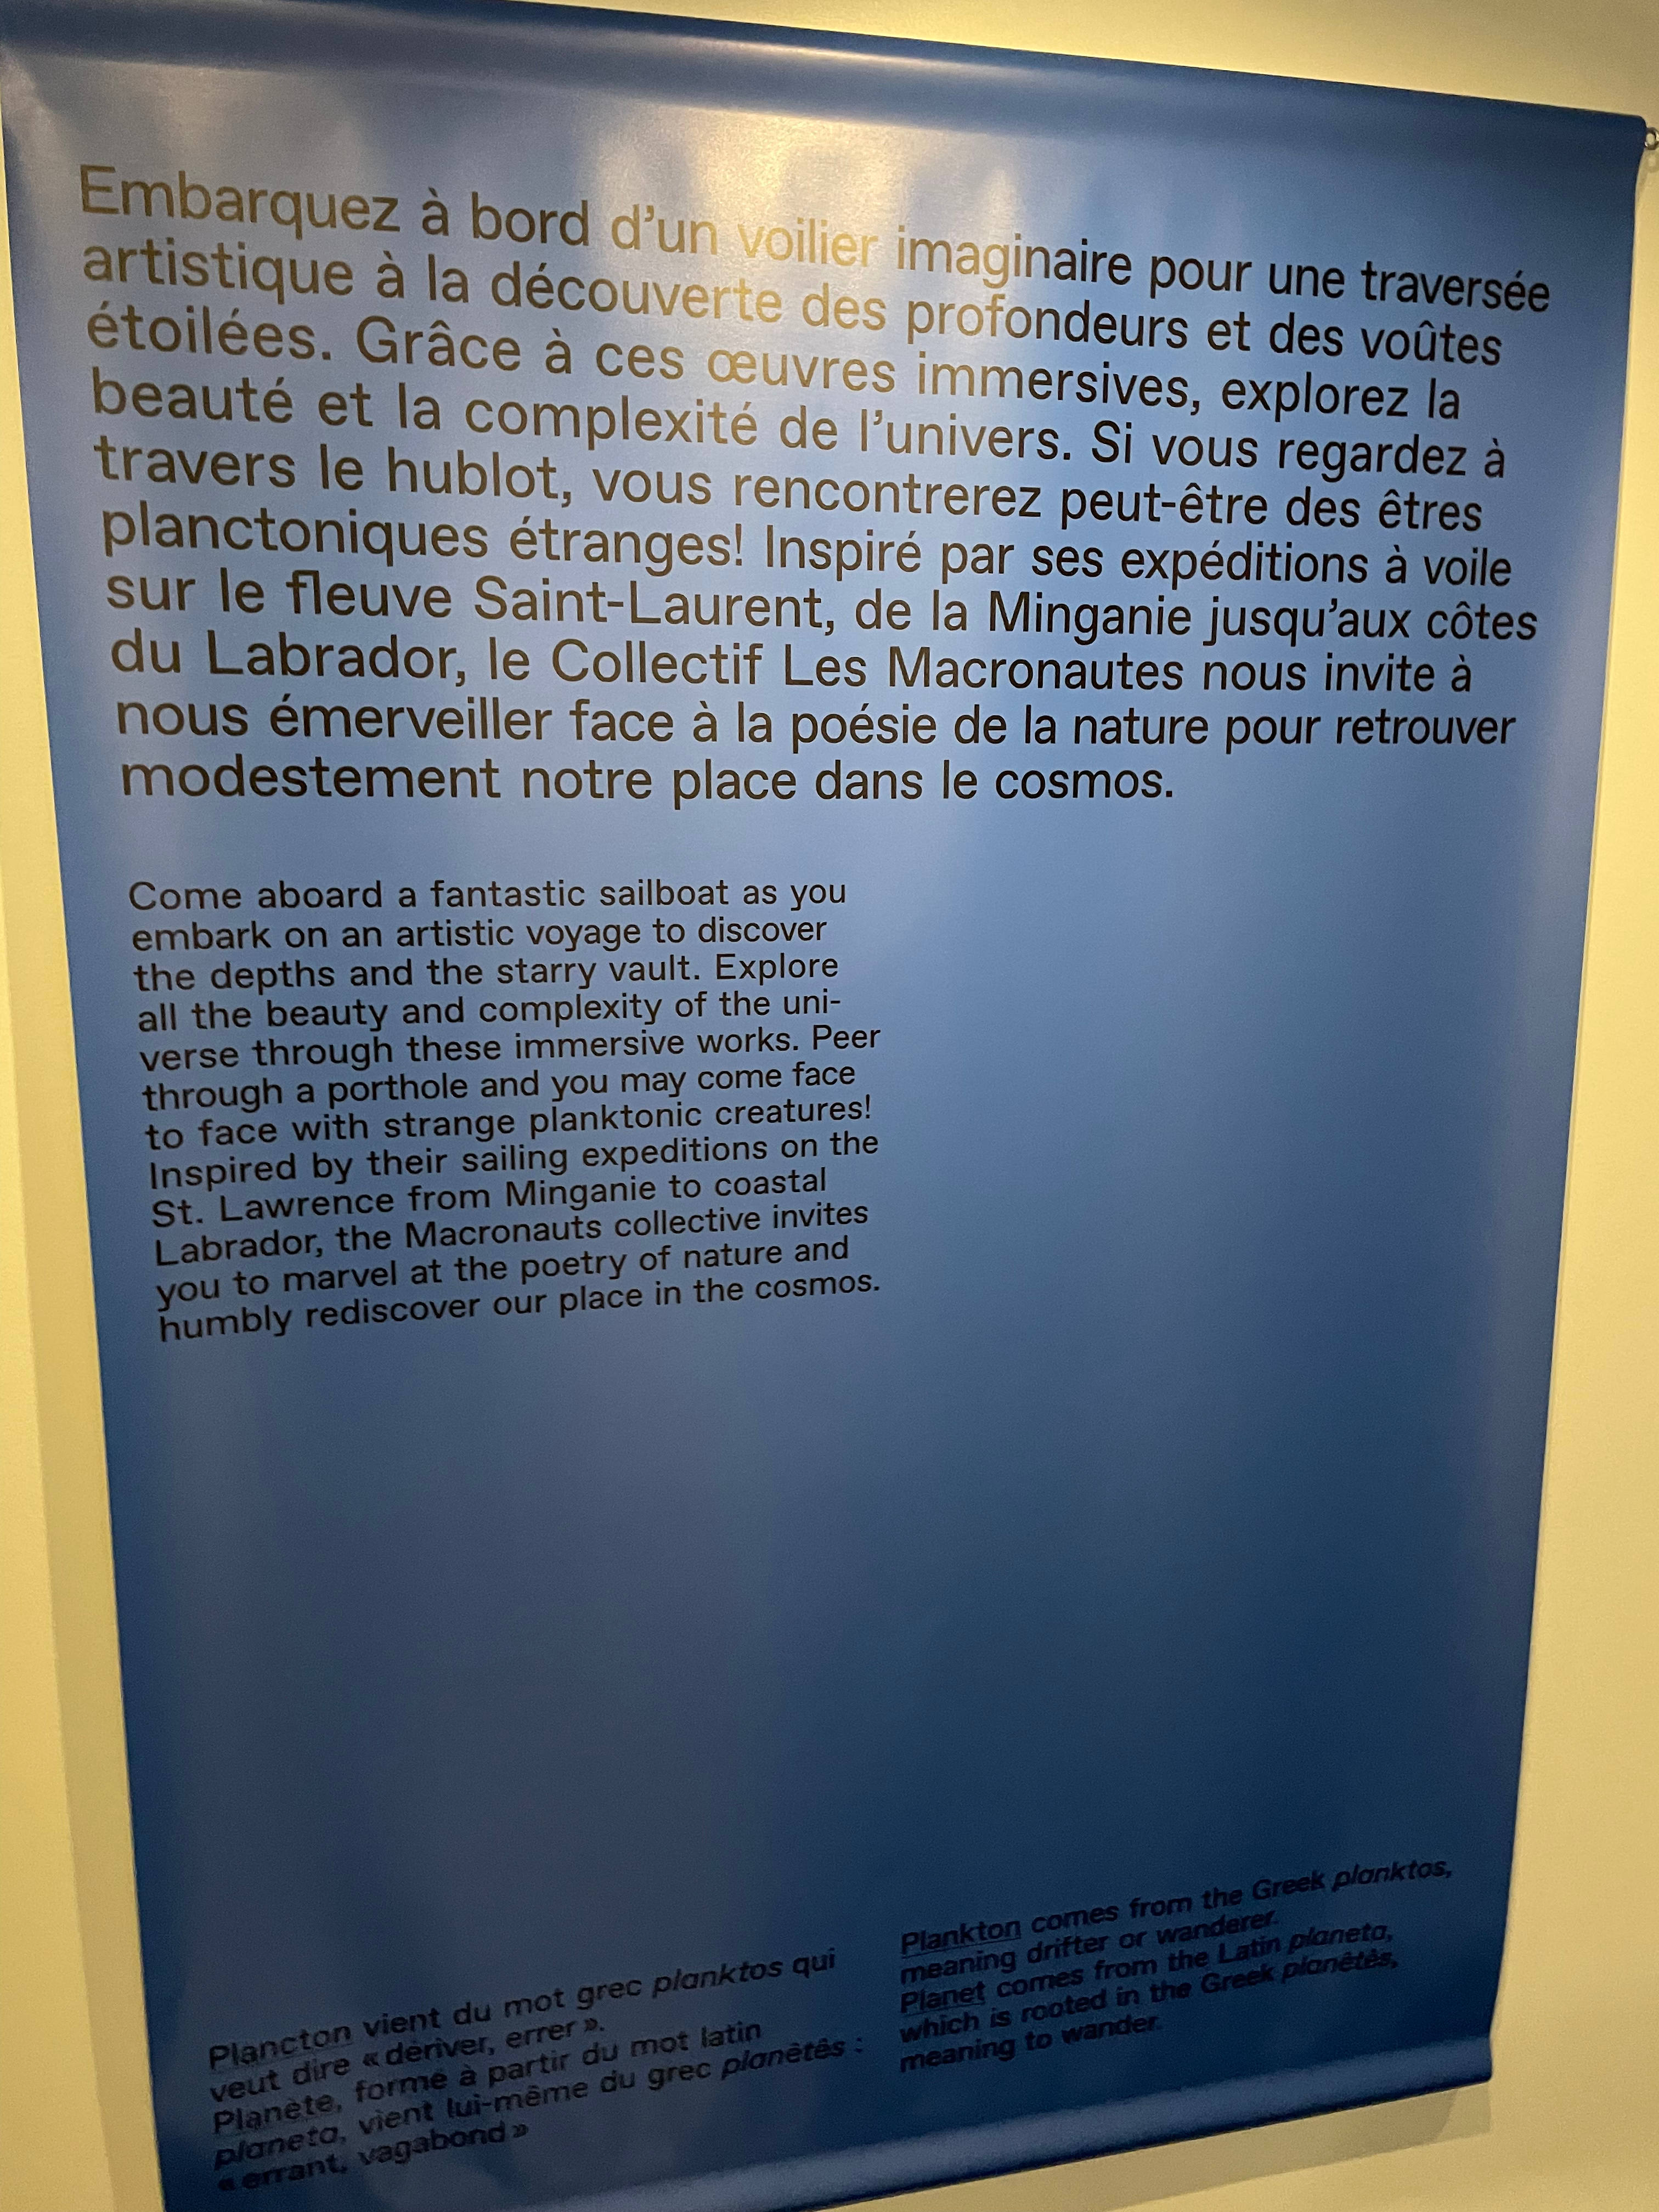 Embarquez à bord d’un voilier imaginaire pour une traversée
artistique à la découverte des profondeurs et des voûtes
étoilées. Grâce à ces œuvres immersives, explorez la
beauté et la complexité de l’univers. Si vous regardez à
travers le hublot, vous rencontrerez peut-être des êtres
planctoniques étranges! Inspiré par ses expéditions à voile
sur le fleuve Saint-Laurent, de la Minganie jusqu’aux côtes
du Labrador, le Collectif Les Macronautes nous invite à
nous émerveiller face à la poésie de la nature pour retrouver
modestement notre place dans le cosmos.
Come aboard a fantastic sailboat as you
embark on an artistic voyage to discover
the depths and the starry vault. Explore
all the beauty and complexity of the uni-
verse through these immersive works. Peer
through a porthole and you may come face
to face with strange planktonic creatures!
Inspired by their sailing expeditions on the
St. Lawrence from Minganie to coastal
Labrador, the Macronauts collective invites
you to marvel at the poetry of nature and
humbly rediscover our place in the cosmos.
Plancton vient du mot grec planktos qui
veut dire « dériver, errer ».
Planète, formé à partir du mot latin
planeta, vient lui-même du grec planètês :
« errant, vagabond »
Plankton comes from the Greek planktos,
meaning drifter or wanderer.
Planet comes from the Latin planeta,
which is rooted in the Greek planêtês,
meaning to wander.